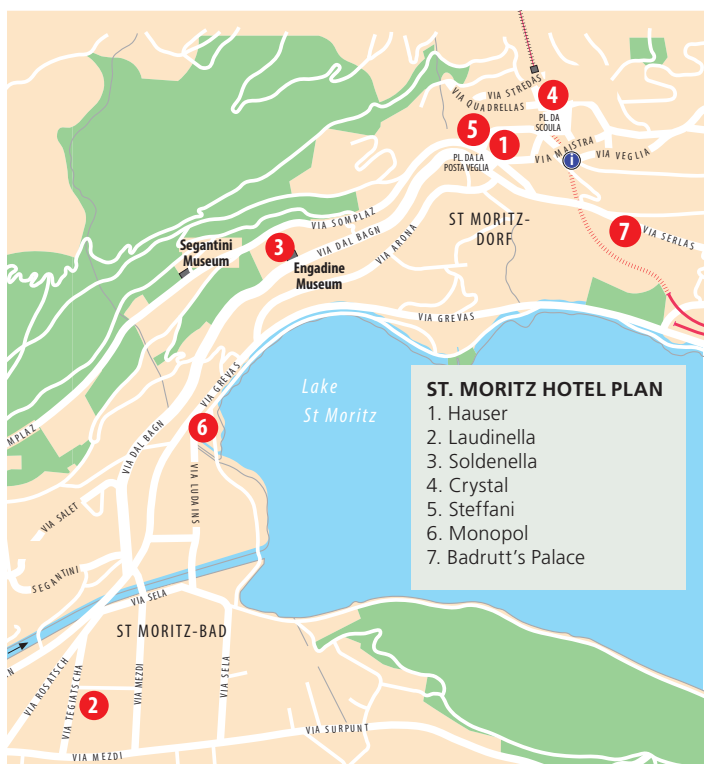 VIA STREDAS
4
VIA QUADRELLAS
PL. DA
SCOULA
5
1
VIA MAISTRA
i
VIA VEGLIA
PL. DA LA
POSTA VEGLIA
VIA SOMPLAZ
ST MORITZ-
DORF
7
VIA SERLAS
Segantini
Museum
3
VIA DAL BAGN
VIA ARONA
Engadine
Museum
VIA GREVAS
VIA GREVAS
Lake
St Moritz
ST. MORITZ HOTEL PLAN
1. Hauser
2. Laudinella
3. Soldenella
4. Crystal
5. Steffani
6. Monopol
7. Badrutt's Palace
OMPLAZ
VIA DAL BAGN
6
VIA LUDAINS
VIA SALET
SEGANTINI
VIA SELA
ST MORITZ-BAD
VIA ROSATSCH
VIA TEGIATSCHA
VIA MEZDI
VIA SELA
2
VIA SURPUNT
VIA MEZDI